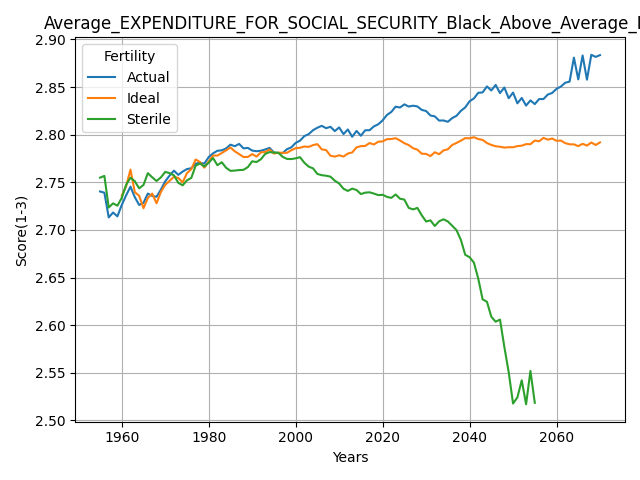 Average_EXPENDITURE_FOR_SOCIAL_SECURITY_Black_Above_Average_
2.90
2.85
2.80
2.75
2.70
2.65
2.60
2.55
2.50
Score(1-3)
Fertility
Actual
Ideal
Sterile
1960 1980 2000 2020 2040 2060
Years